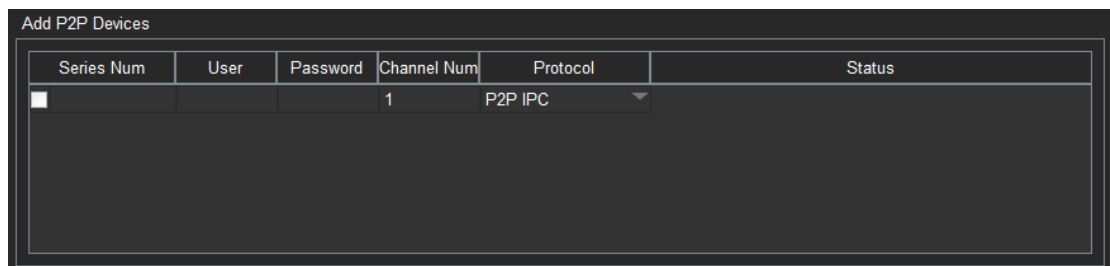 Add P2P Devices
Series Num User Password Channel Num Protocol Status
1 P2P IPC